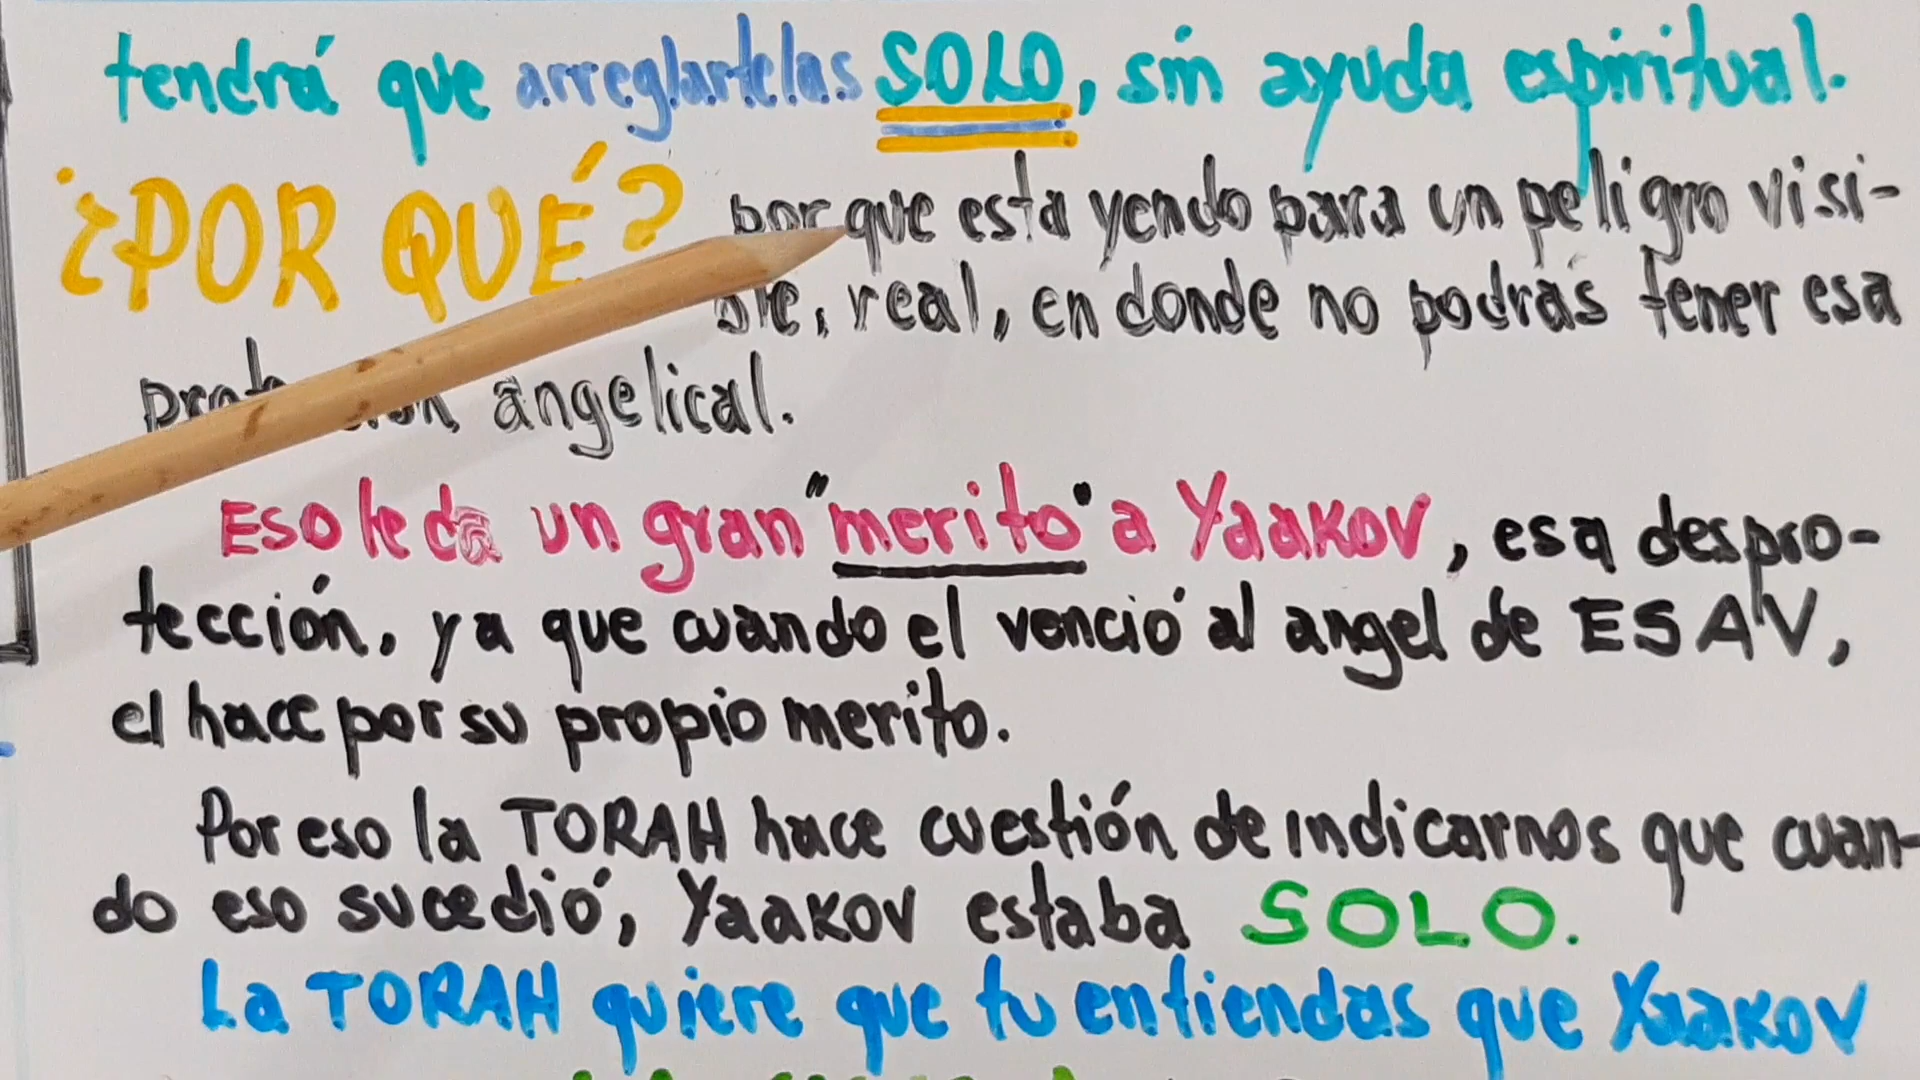 tendrá que arreglartelas SOLO, sin ayuda espiritual.
¿POR QUÉ? porque esta yendo para un peligro visi-
ble, real, en donde no podrás tener esa
angelical.
Eso le da un gran "merito" a YaaKOV, esa despro-
tección, ya que cuando el venció al angel de ESAV,
el hace por su propio merito.
Por eso la TORAH hace cuestión de indicarnos que cuan-
do eso sucedió, YaaKOV estaba SOLO.
La TORAH quiere que tu entiendas que YaaKOV